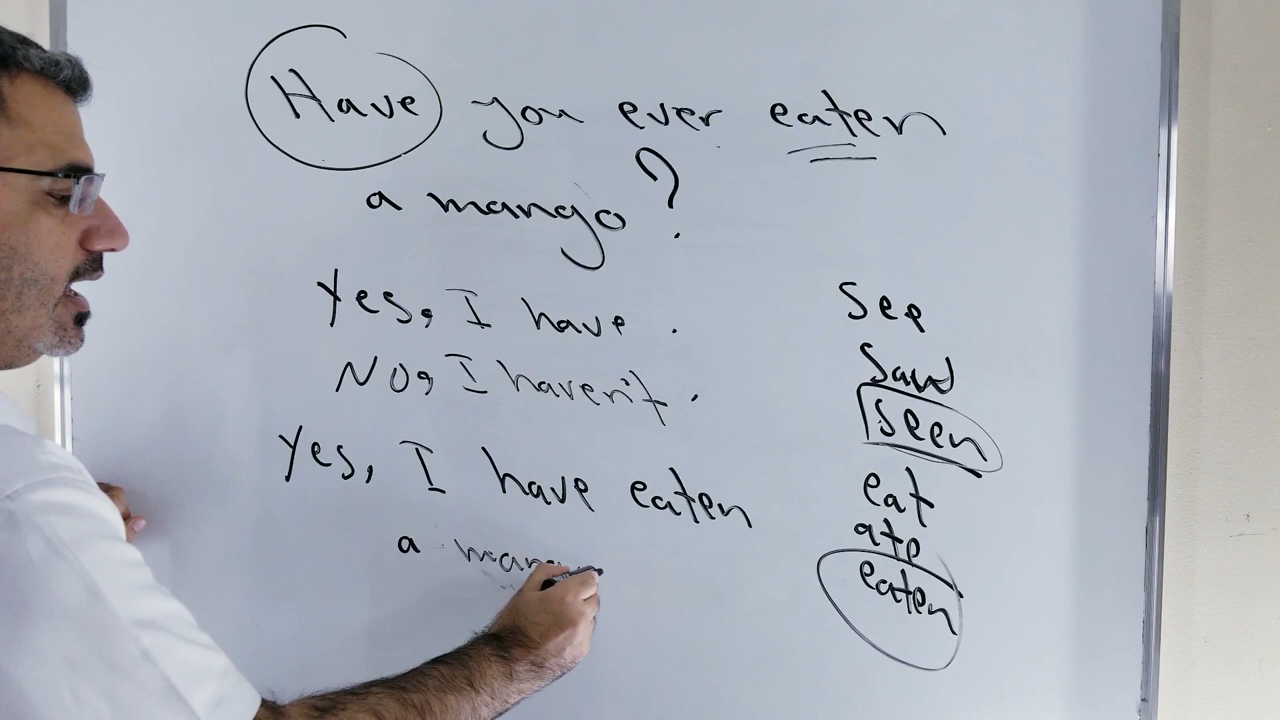 Have you ever eaten
a mango?
Yes, I have.
No, I haven't.
Yes, I have eaten
a
see
saw
seen
eat
ate
eaten